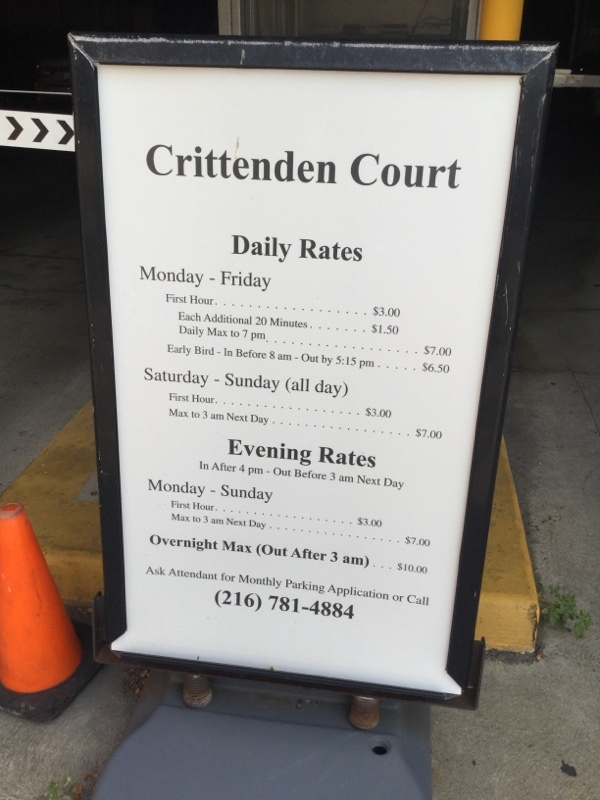 Crittenden Court
Daily Rates
Monday - Friday
First Hour. . . . . . . . . . . . . . . . . . $3.00
Each Additional 20 Minutes . . . . . . . $1.50
Daily Max to 7 pm. . . . . . . . . . . . . . . . . . $7.00
Early Bird - In Before 8 am - Out by 5:15 pm . . . . . $6.50
Saturday - Sunday (all day)
First Hour. . . . . . . . . . . . . . . . . . $3.00
Max to 3 am Next Day . . . . . . . . . . . . . . . . . $7.00
Evening Rates
In After 4 pm - Out Before 3 am Next Day
Monday - Sunday
First Hour. . . . . . . . . . . . . . . . . . $3.00
Max to 3 am Next Day . . . . . . . . . . . . . . . . . $7.00
Overnight Max (Out After 3 am) . . . $10.00
Ask Attendant for Monthly Parking Application or Call
(216) 781-4884